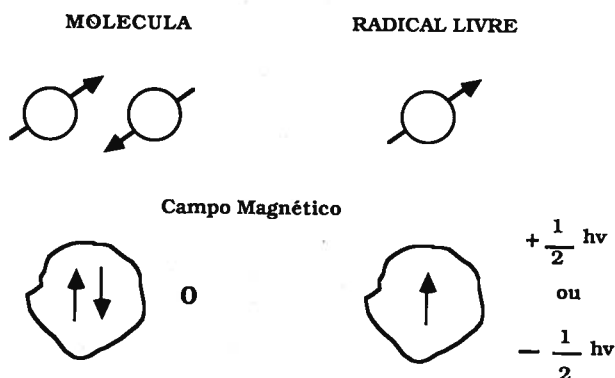 MOLECULA
RADICAL LIVRE
Campo Magnético
0
+ 1/2 hv
ou
− 1/2 hv